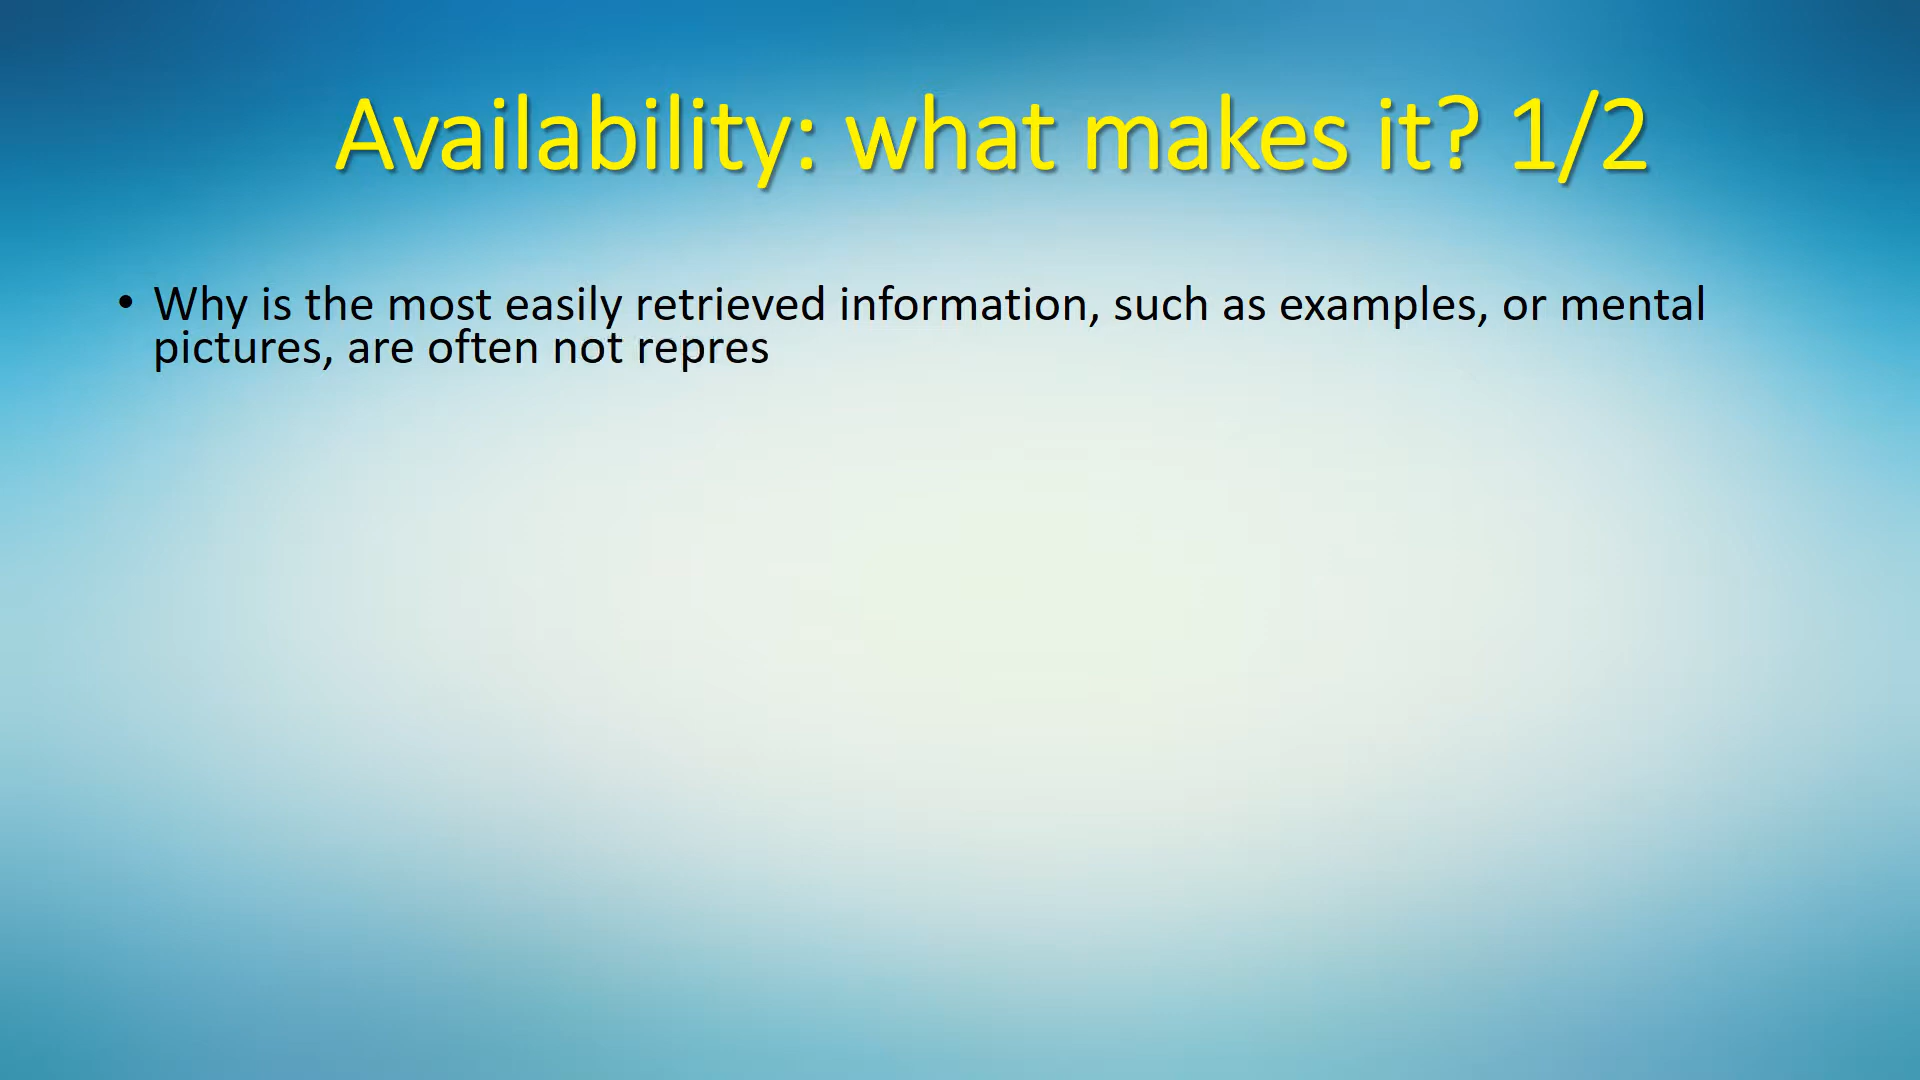 Availability: what makes it? 1/2
• Why is the most easily retrieved information, such as examples, or mental
pictures, are often not repres